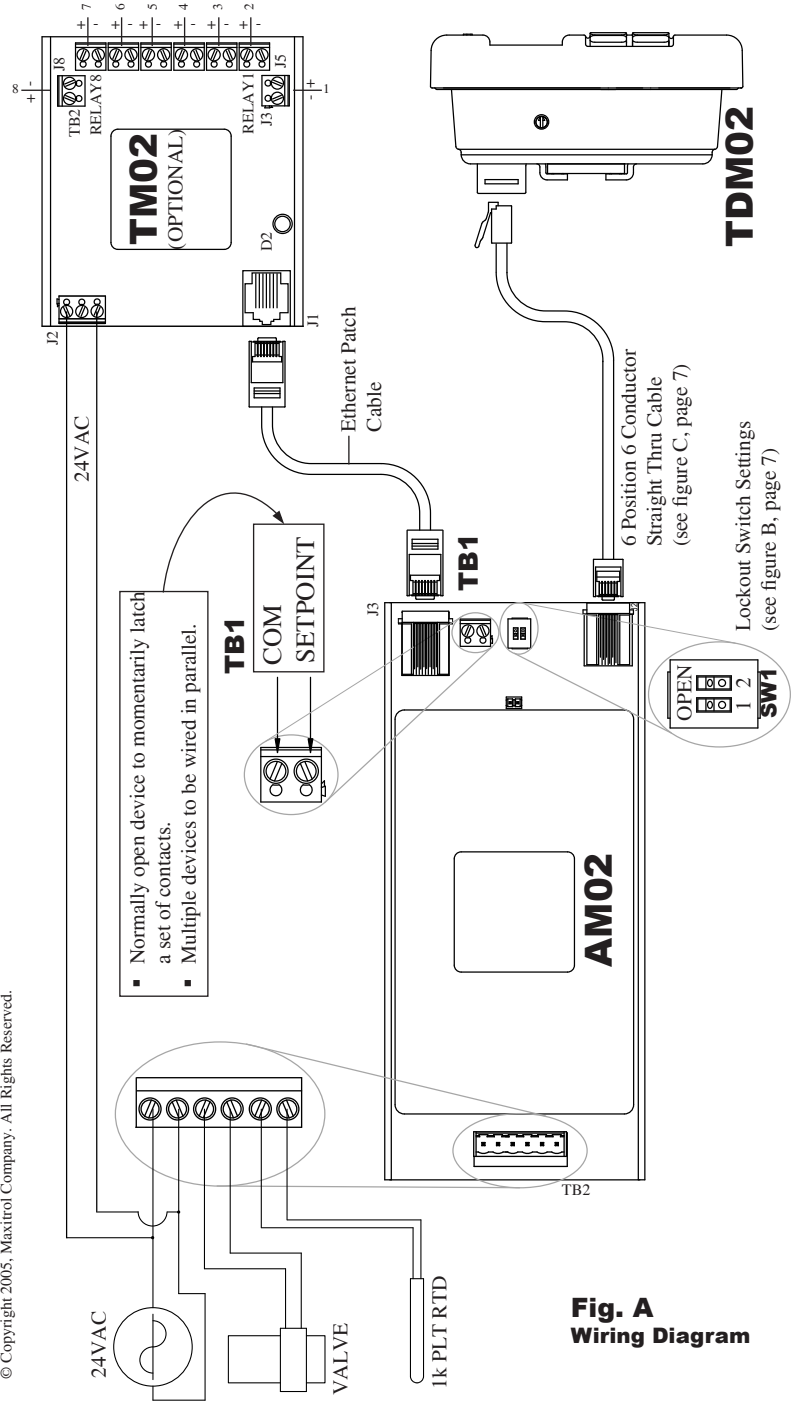 © Copyright 2005, Maxitrol Company. All Rights Reserved.
24VAC
VALVE
1k PLT RTD
▪ Normally open device to momentarily latch
a set of contacts.
▪ Multiple devices to be wired in parallel.
24VAC
TB1
COM
SETPOINT
Ethernet Patch
Cable
J2
J1
D2
TM02
(OPTIONAL)
8
+ -
TB2
RELAY8
J8
+ 7
-
+ 6
-
+ 5
-
+ 4
-
+ 3
-
+ 2
-
J5
RELAY1
J3
- +
1
TB2
AM02
J3
TB1
J2
OPEN
1 2
SW1
6 Position 6 Conductor
Straight Thru Cable
(see figure C, page 7)
Lockout Switch Settings
(see figure B, page 7)
TDM02
Fig. A
Wiring Diagram